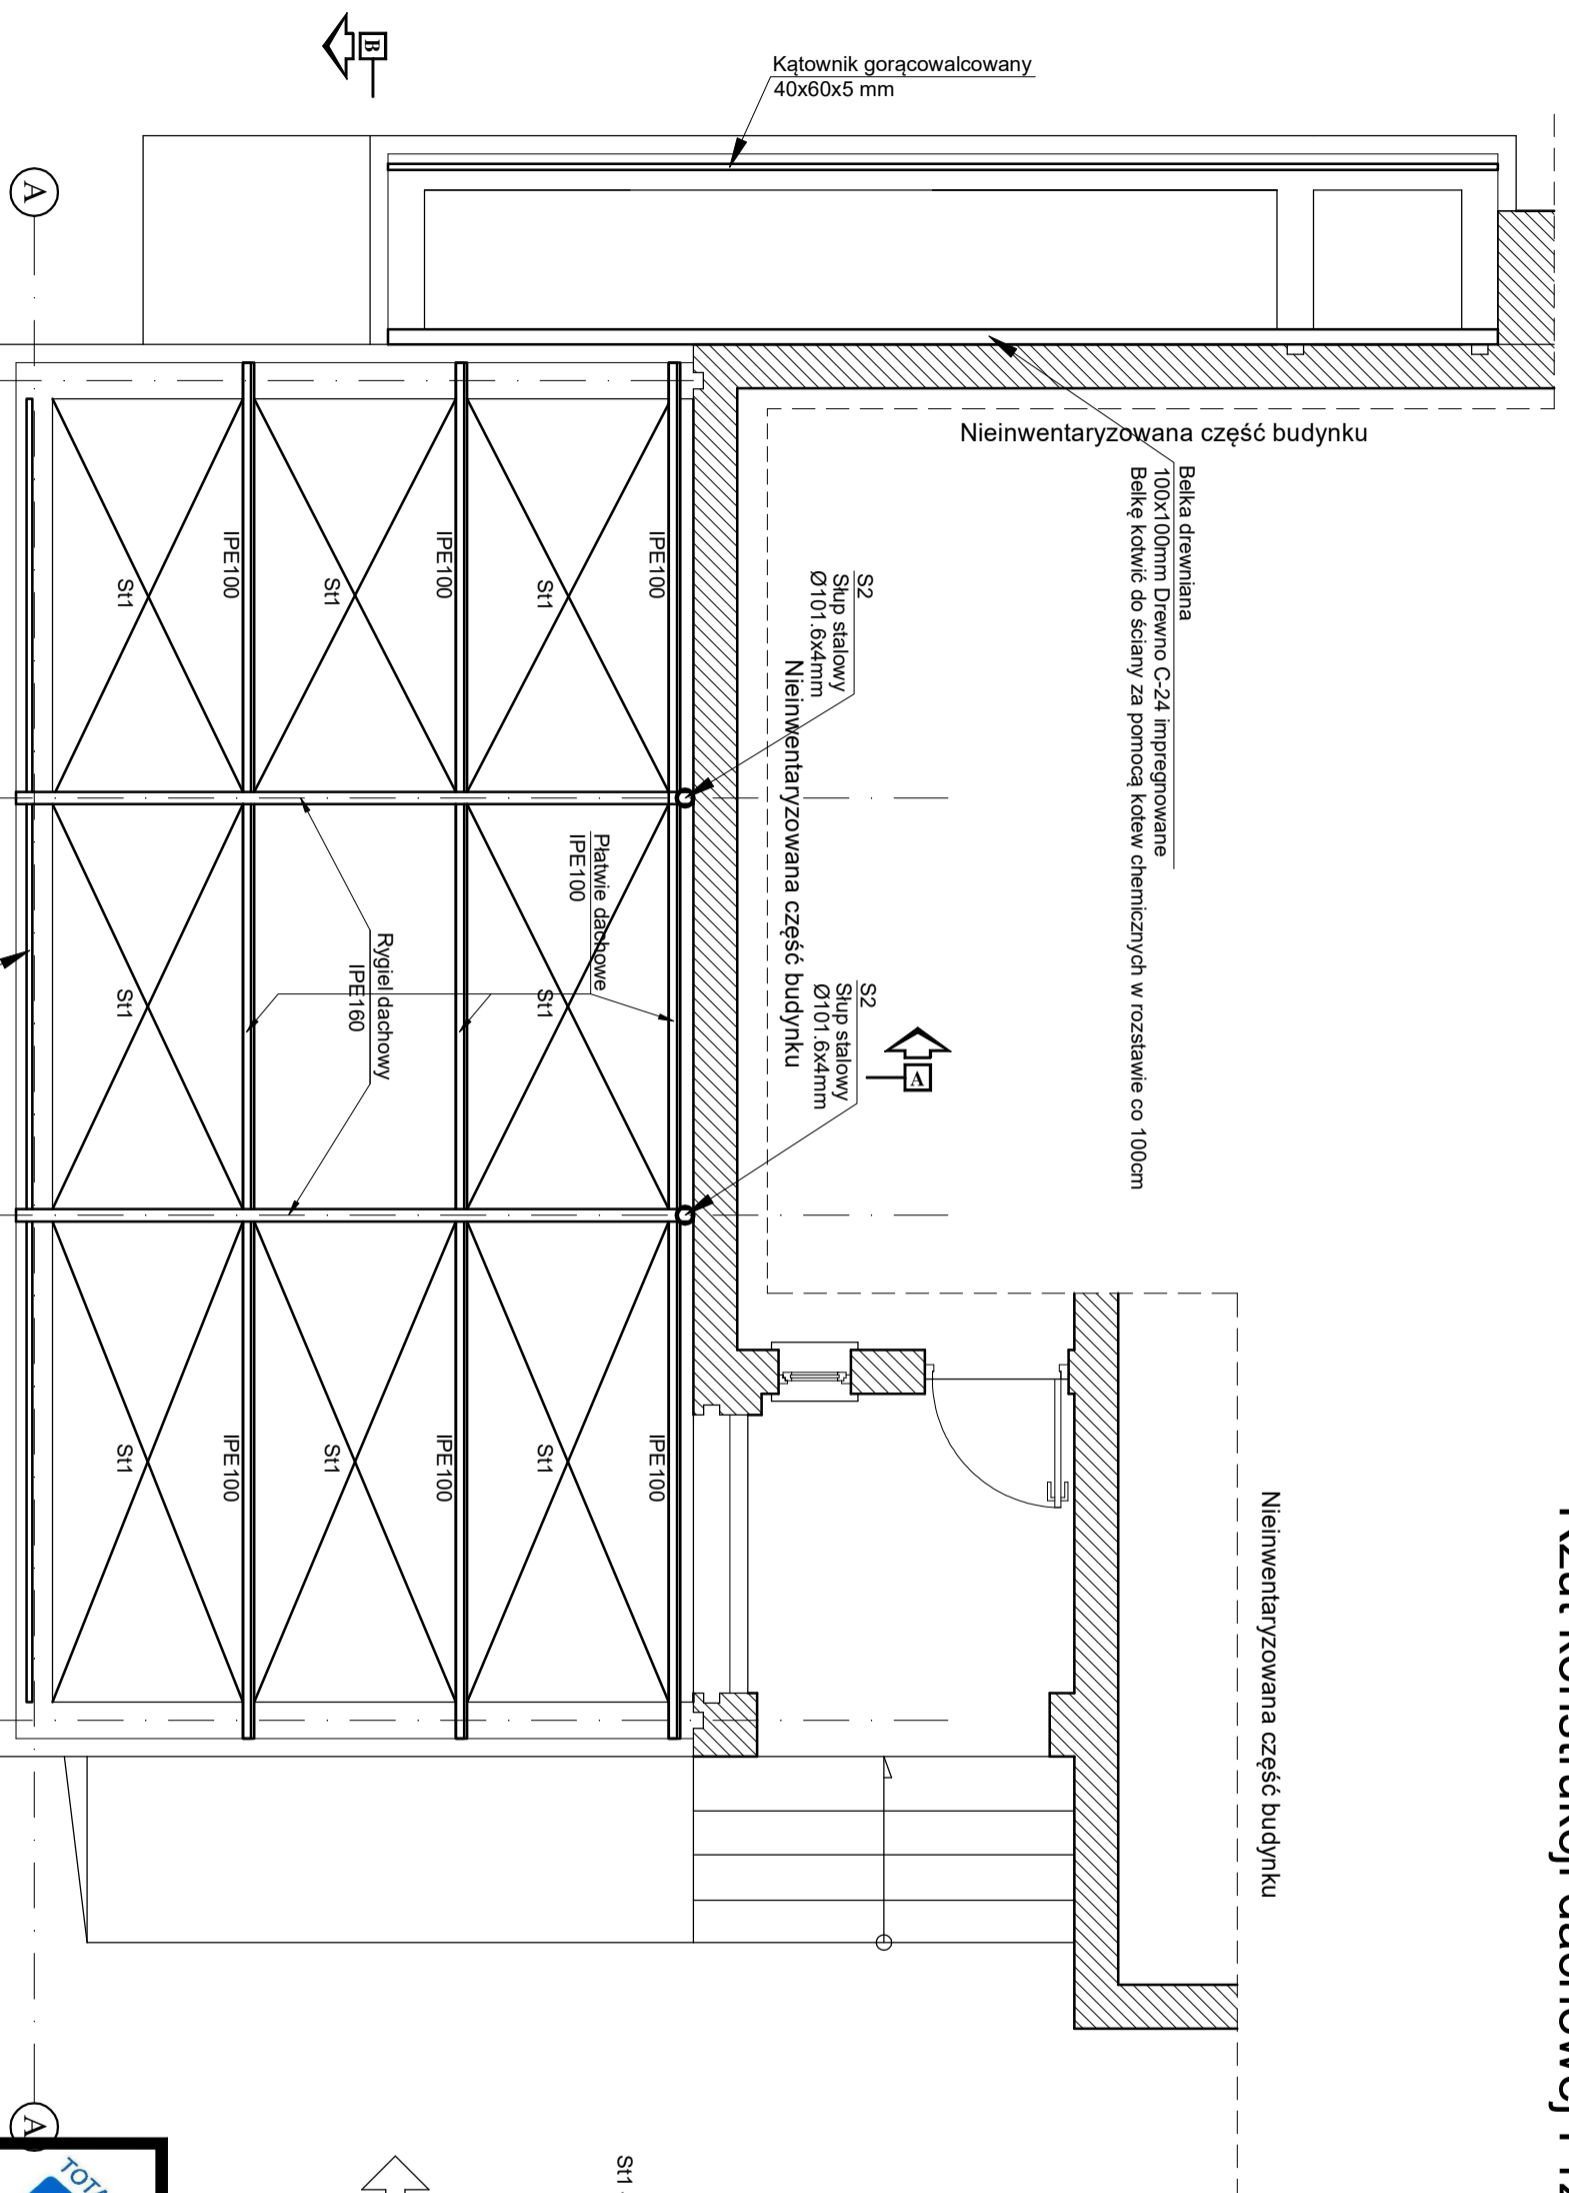 B
Kątownik gorącowalcowany
40x60x5 mm
A
Nieinwentaryzowana część budynku
Belka drewniana
100x100mm Drewno C-24 impregnowane
Belkę kotwić do ściany za pomocą kotew chemicznych w rozstawie co 100cm
S2
Słup stalowy
Ø101.6x4mm
Nieinwentaryzowana część budynku
S2
Słup stalowy
Ø101.6x4mm
A
IPE100
IPE100
IPE100
St1
St1
St1
Płatwie dachowe
IPE100
Rygiel dachowy
IPE160
St1
St1
IPE100
IPE100
IPE100
St1
St1
St1
Nieinwentaryzowana część budynku
konstrukcji dachowej
A
St1